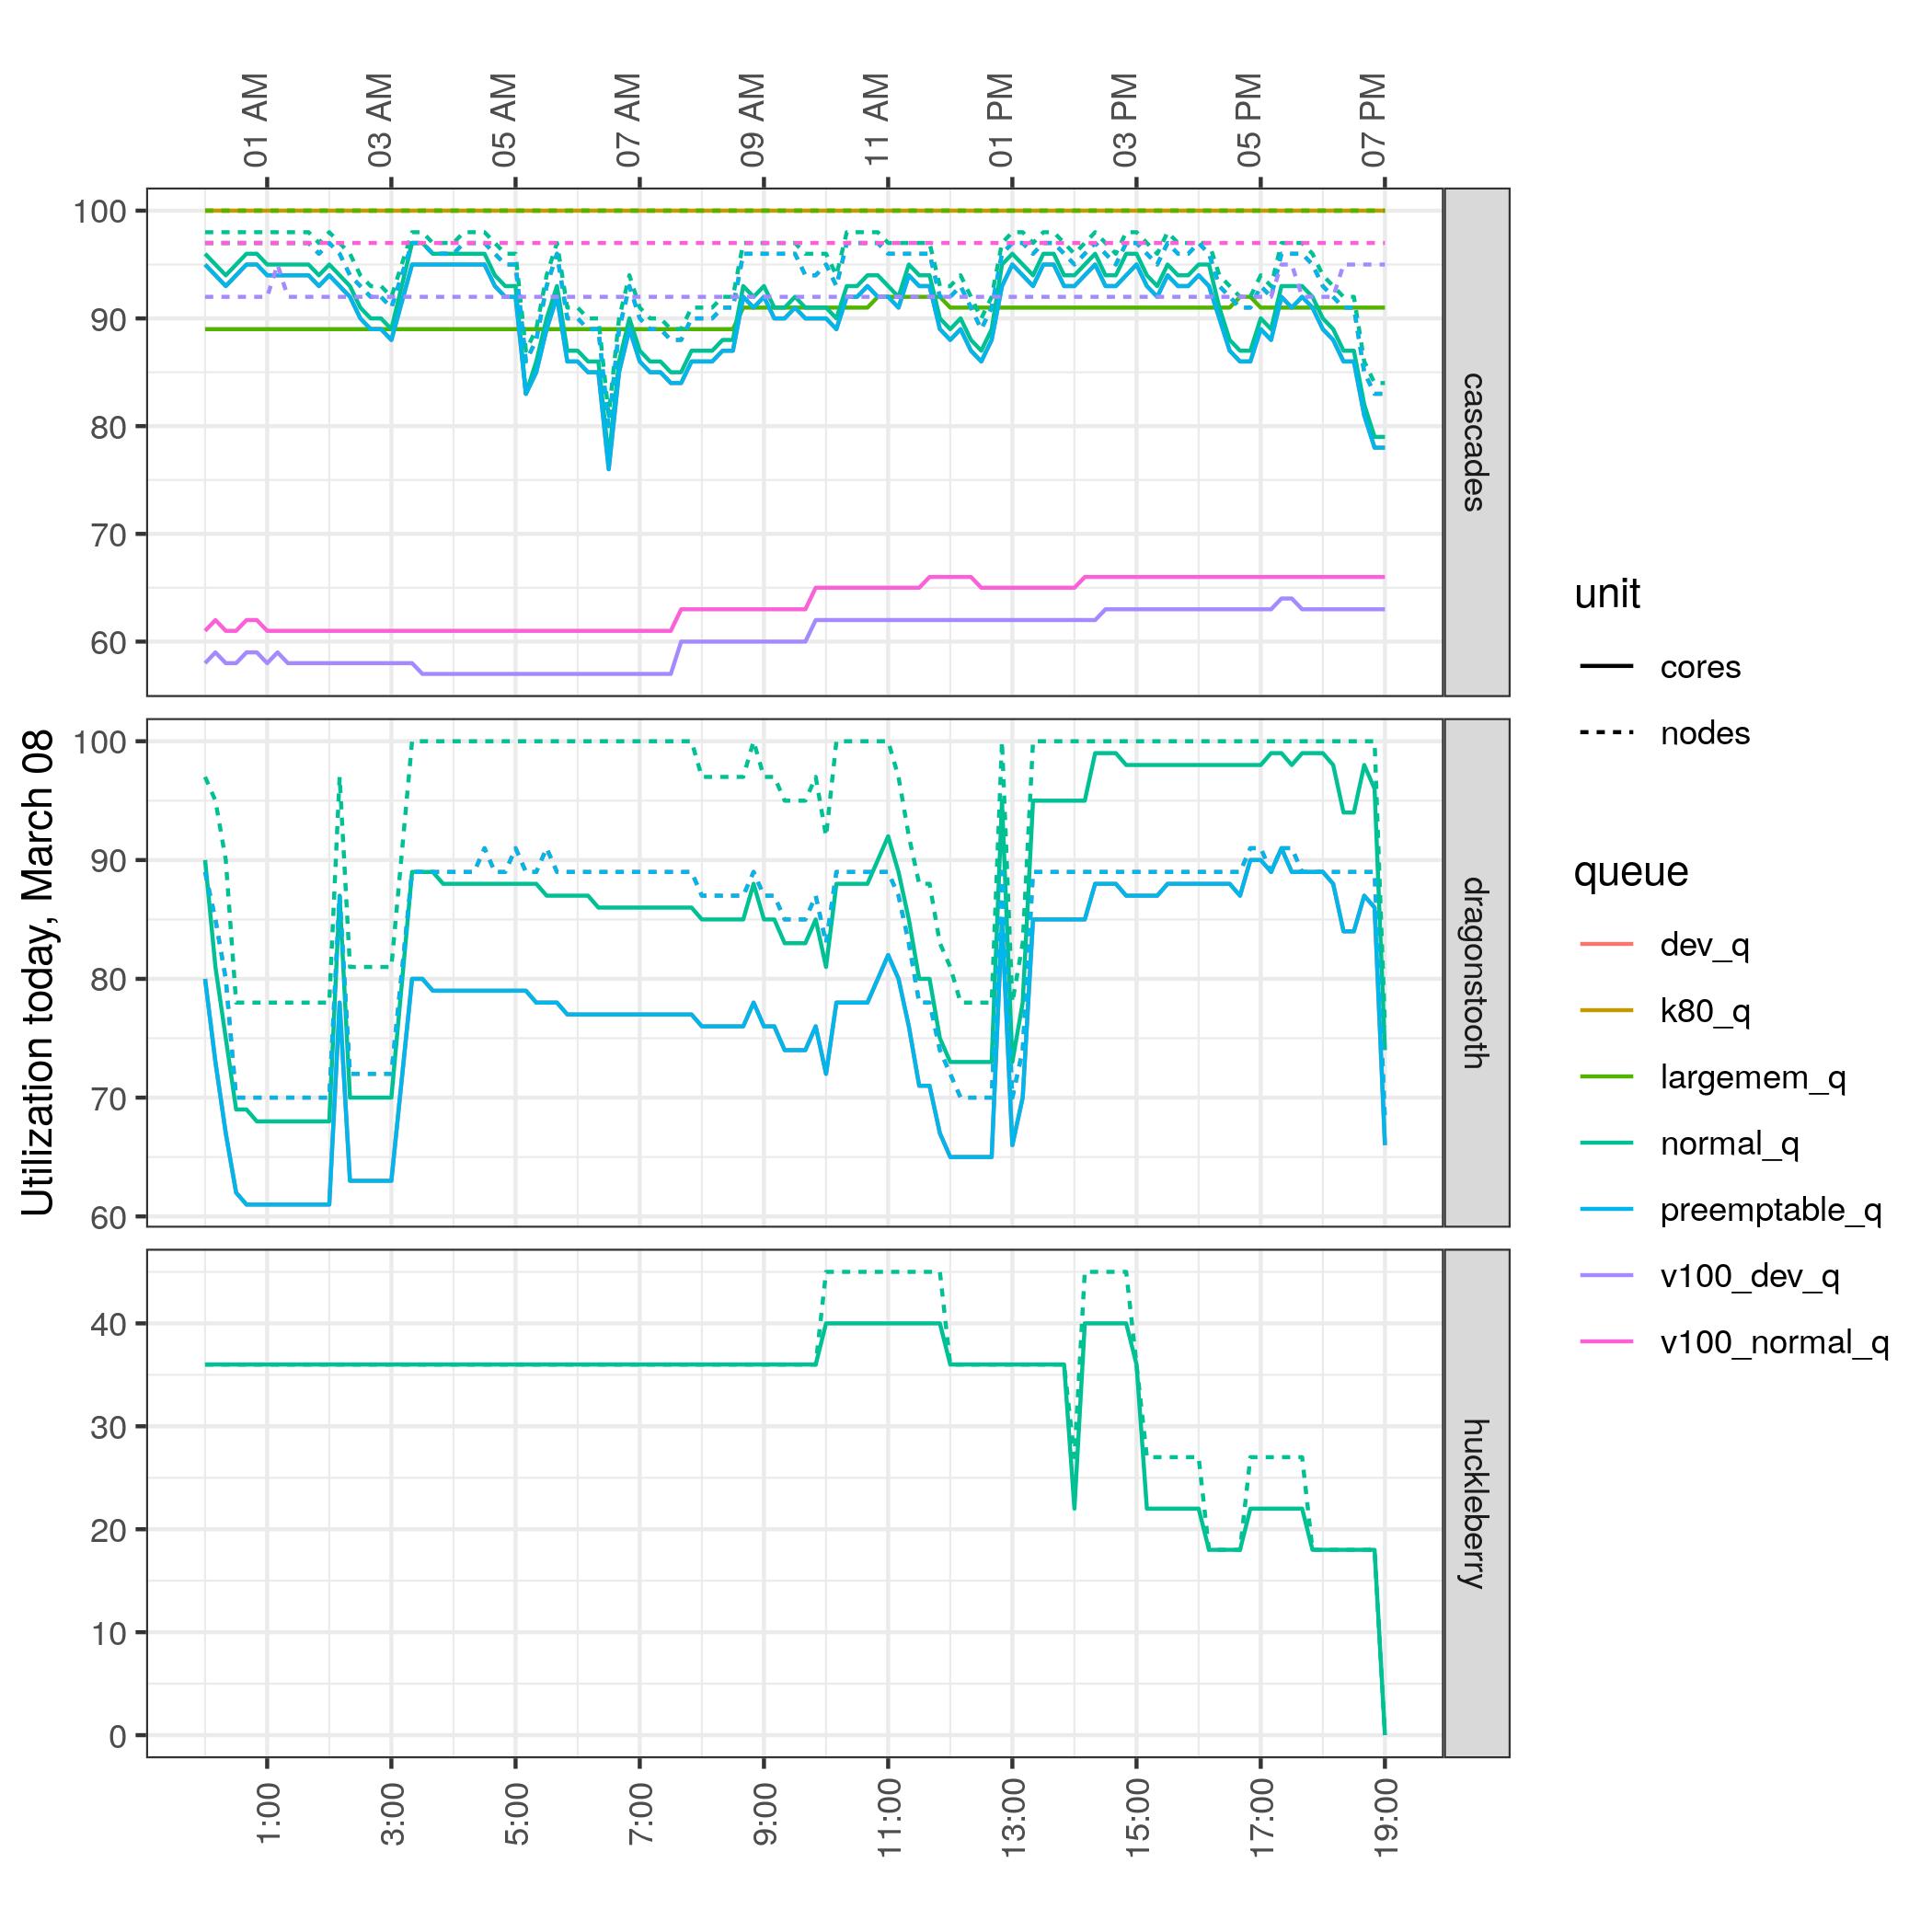 01 AM
03 AM
05 AM
07 AM
09 AM
11 AM
01 PM
03 PM
05 PM
07 PM
Utilization today, March 08
100
90
80
70
60
cascades
100
90
80
70
60
dragonstooth
40
30
20
10
0
huckleberry
1:00
3:00
5:00
7:00
9:00
11:00
13:00
15:00
17:00
19:00
unit
cores
nodes
queue
dev_q
k80_q
largemem_q
normal_q
preemptable_q
v100_dev_q
v100_normal_q